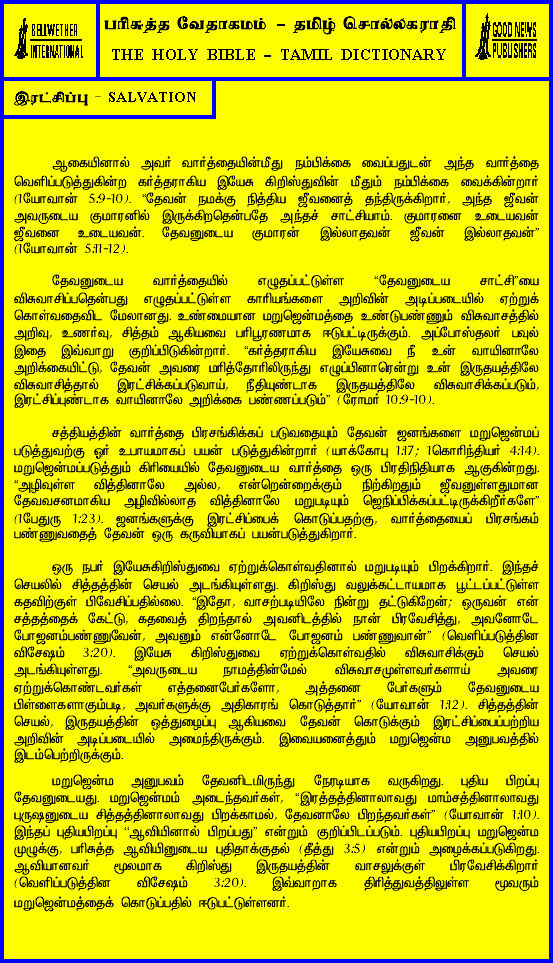 BELLWETHER
INTERNATIONAL
பரிசுத்த வேதாகமம் – தமிழ் சொல்லகராதி
THE HOLY BIBLE – TAMIL DICTIONARY
GOOD NEWS
PUBLISHERS
இரட்சிப்பு – SALVATION
ஆகையினால் அவர் வார்த்தையின்மீது நம்பிக்கை வைப்பதுடன் அந்த வார்த்தை
வெளிப்படுத்துகின்ற கர்த்தராகிய இயேசு கிறிஸ்துவின் மீதும் நம்பிக்கை வைக்கின்றார்
(1யோவான் 5:9-10). “தேவன் நமக்கு நித்திய ஜீவனைத் தந்திருக்கிறார், அந்த ஜீவன்
அவருடைய குமாரனில் இருக்கிறதென்பதே அந்தச் சாட்சியாம். குமாரனை உடையவன்
ஜீவனை உடையவன். தேவனுடைய குமாரன் இல்லாதவன் ஜீவன் இல்லாதவன்”
(1யோவான் 5:11-12).
தேவனுடைய வார்த்தையில் எழுதப்பட்டுள்ள “தேவனுடைய சாட்சி”யை
விசுவாசிப்பதென்பது எழுதப்பட்டுள்ள காரியங்களை அறிவின் அடிப்படையில் ஏற்றுக்
கொள்வதைவிட மேலானது. உண்மையான மறுஜென்மத்தை உண்டுபண்ணும் விசுவாசத்தில்
அறிவு, உணர்வு, சித்தம் ஆகியவை பரிபூரணமாக ஈடுபட்டிருக்கும். அப்போஸ்தலர் பவுல்
இதை இவ்வாறு குறிப்பிடுகின்றார். “கர்த்தராகிய இயேசுவை நீ உன் வாயினாலே
அறிக்கையிட்டு, தேவன் அவரை மரித்தோரிலிருந்து எழுப்பினாரென்று உன் இருதயத்திலே
விசுவாசித்தால் இரட்சிக்கப்படுவாய், நீதியுண்டாக இருதயத்திலே விசுவாசிக்கப்படும்,
இரட்சிப்புண்டாக வாயினாலே அறிக்கை பண்ணப்படும்” (ரோமர் 10:9-10).
சத்தியத்தின் வார்த்தை பிரசங்கிக்கப் படுவதையும் தேவன் ஜனங்களை மறுஜென்மப்
படுத்துவற்கு ஓர் உபாயமாகப் பயன் படுத்துகின்றார் (யாக்கோபு 1:17; 1கொரிந்தியர் 4:14).
மறுஜென்மப்படுத்தும் கிரியையில் தேவனுடைய வார்த்தை ஒரு பிரதிநிதியாக ஆகுகின்றது.
“அழிவுள்ள வித்தினாலே அல்ல, என்றென்றைக்கும் நிற்கிறதும் ஜீவனுள்ளதுமான
தேவவசனமாகிய அழிவில்லாத வித்தினாலே மறுபடியும் ஜெநிப்பிக்கப்பட்டிருக்கிறீர்களே”
(1பேதுரு 1:23). ஜனங்களுக்கு இரட்சிப்பைக் கொடுப்பதற்கு, வார்த்தையைப் பிரசங்கம்
பண்ணுவதைத் தேவன் ஒரு கருவியாகப் பயன்படுத்துகிறார்.
ஒரு நபர் இயேசுகிறிஸ்துவை ஏற்றுக்கொள்வதினால் மறுபடியும் பிறக்கிறார். இந்தச்
செயலில் சித்தத்தின் செயல் அடங்கியுள்ளது. கிறிஸ்து வலுக்கட்டாயமாக பூட்டப்பட்டுள்ள
கதவிற்குள் பிவேசிப்பதில்லை. “இதோ, வாசற்படியிலே நின்று தட்டுகிறேன்; ஒருவன் என்
சத்தத்தைக் கேட்டு, கதவைத் திறந்தால் அவனிடத்தில் நான் பிரவேசித்து, அவனோடே
போஜனம்பண்ணுவேன், அவனும் என்னோடே போஜனம் பண்ணுவான்” (வெளிப்படுத்தின
விசேஷம் 3:20). இயேசு கிறிஸ்துவை ஏற்றுக்கொள்வதில் விசுவாசிக்கும் செயல்
அடங்கியுள்ளது. “அவருடைய நாமத்தின்மேல் விசுவாசமுள்ளவர்களாய் அவரை
ஏற்றுக்கொண்டவர்கள் எத்தனைபேர்களோ, அத்தனை பேர்களும் தேவனுடைய
பிள்ளைகளாகும்படி, அவர்களுக்கு அதிகாரங் கொடுத்தார்” (யோவான் 1:12). சித்தத்தின்
செயல், இருதயத்தின் ஒத்துழைப்பு ஆகியவை தேவன் கொடுக்கும் இரட்சிப்பைப்பற்றிய
அறிவின் அடிப்படையில் அமைந்திருக்கும். இவையனைத்தும் மறுஜென்ம அனுபவத்தில்
இடம்பெற்றிருக்கும்.
மறுஜென்ம அனுபவம் தேவனிடமிருந்து நேரடியாக வருகிறது. புதிய பிறப்பு
தேவனுடையது. மறுஜென்மம் அடைந்தவர்கள், “இரத்தத்தினாலாவது மாம்சத்தினாலாவது
புருஷனுடைய சித்தத்தினாலாவது பிறக்காமல், தேவனாலே பிறந்தவர்கள்” (யோவான் 1:10).
இந்தப் புதியபிறப்பு “ஆவியினால் பிறப்பது” என்றும் குறிப்பிடப்படும். புதியபிறப்பு மறுஜென்ம
முழுக்கு, பரிசுத்த ஆவியினுடைய புதிதாக்குதல் (தீத்து 3:5) என்றும் அழைக்கப்படுகிறது.
ஆவியானவர் மூலமாக கிறிஸ்து இருதயத்தின் வாசலுக்குள் பிரவேசிக்கிறார்
(வெளிப்படுத்தின விசேஷம் 3:20). இவ்வாறாக திரித்துவத்திலுள்ள மூவரும்
மறுஜென்மத்தைக் கொடுப்பதில் ஈடுபட்டுள்ளனர்.